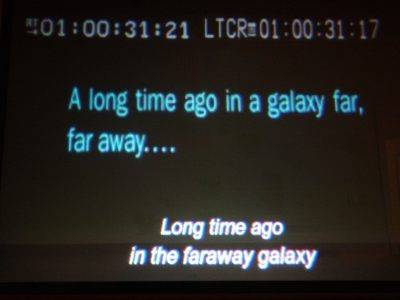 01:00:31:21 LTCR 01:00:31:17
A long time ago in a galaxy far,
far away....
Long time ago
in the faraway galaxy